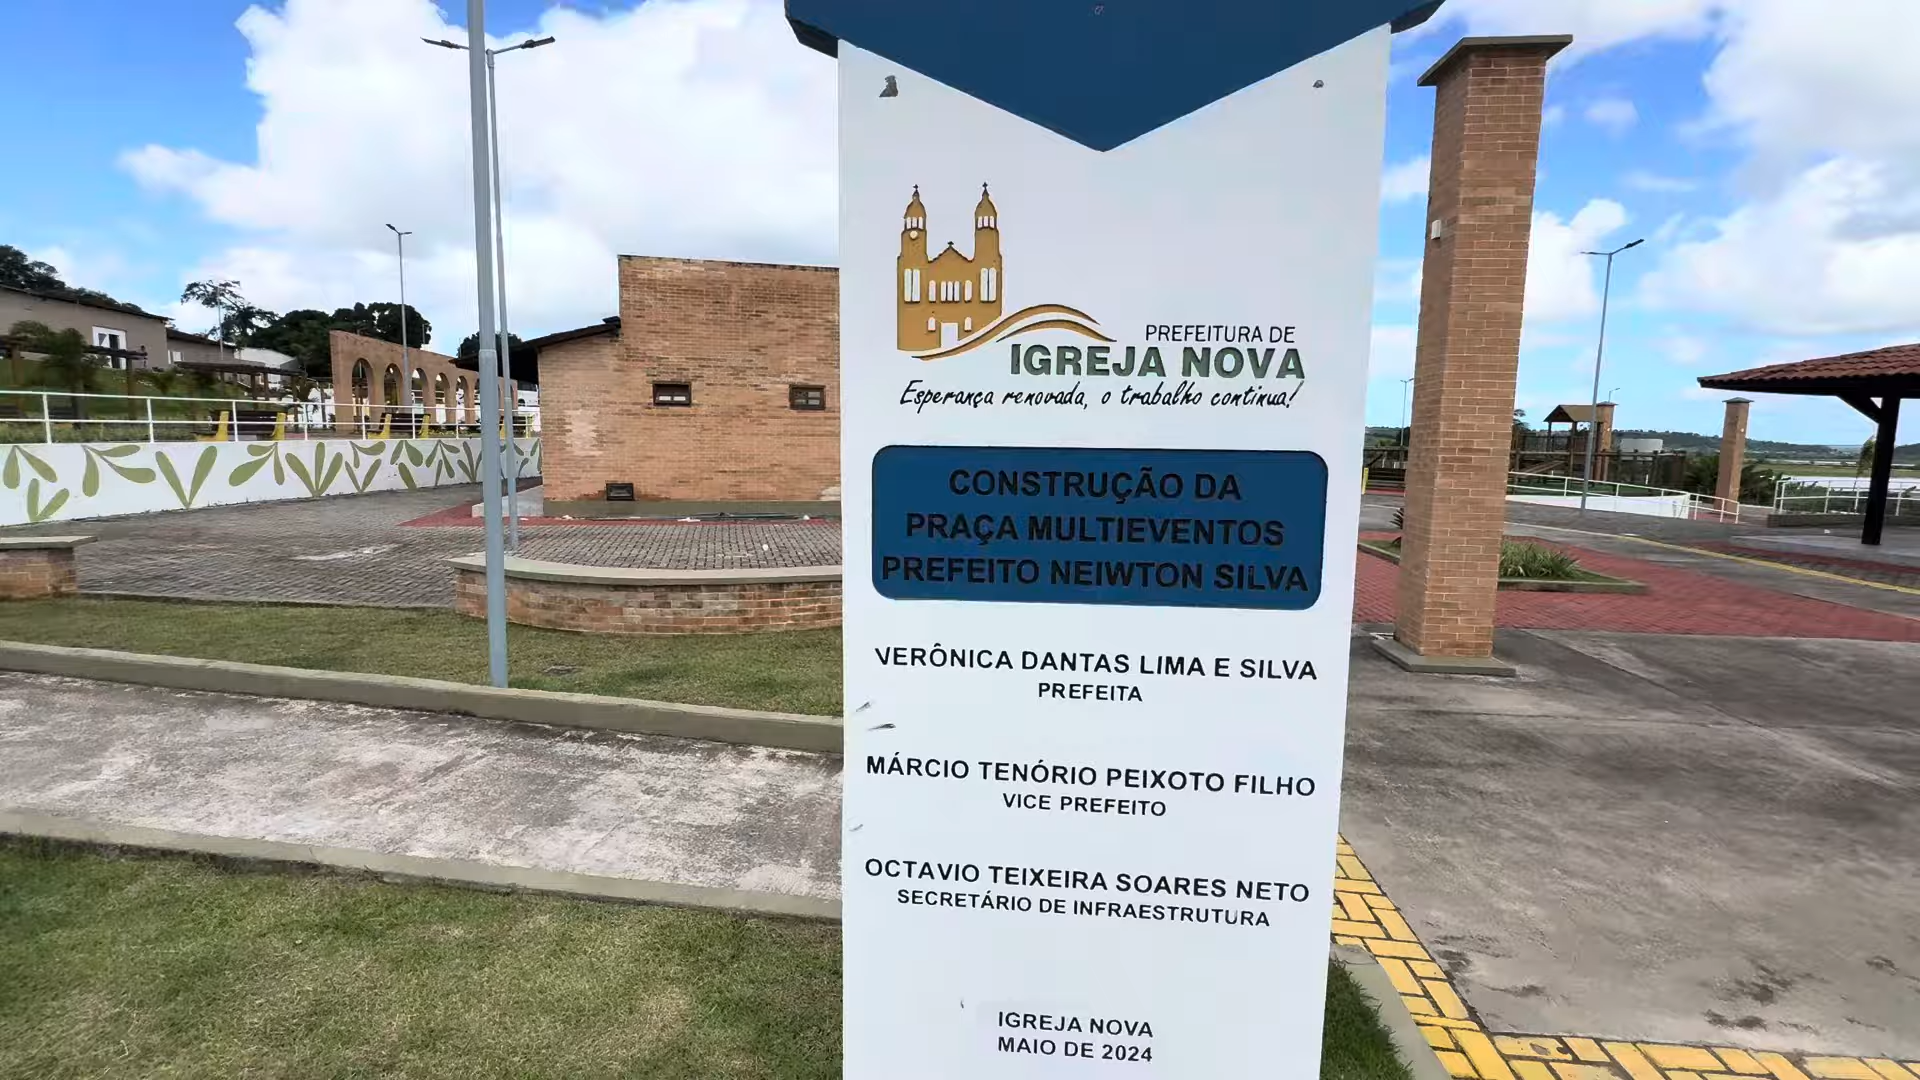 PREFEITURA DE
IGREJA NOVA
Esperança renovada, o trabalho continua!
CONSTRUÇÃO DA
PRAÇA MULTIEVENTOS
PREFEITO NEIWTON SILVA
VERÔNICA DANTAS LIMA E SILVA
PREFEITA
MÁRCIO TENÓRIO PEIXOTO FILHO
VICE PREFEITO
OCTAVIO TEIXEIRA SOARES NETO
SECRETÁRIO DE INFRAESTRUTURA
IGREJA NOVA
MAIO DE 2024